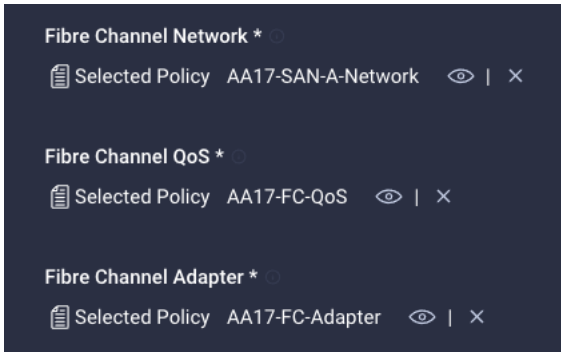 Fibre Channel Network *
Selected Policy AA17-SAN-A-Network |
Fibre Channel QoS *
Selected Policy AA17-FC-QoS |
Fibre Channel Adapter *
Selected Policy AA17-FC-Adapter |